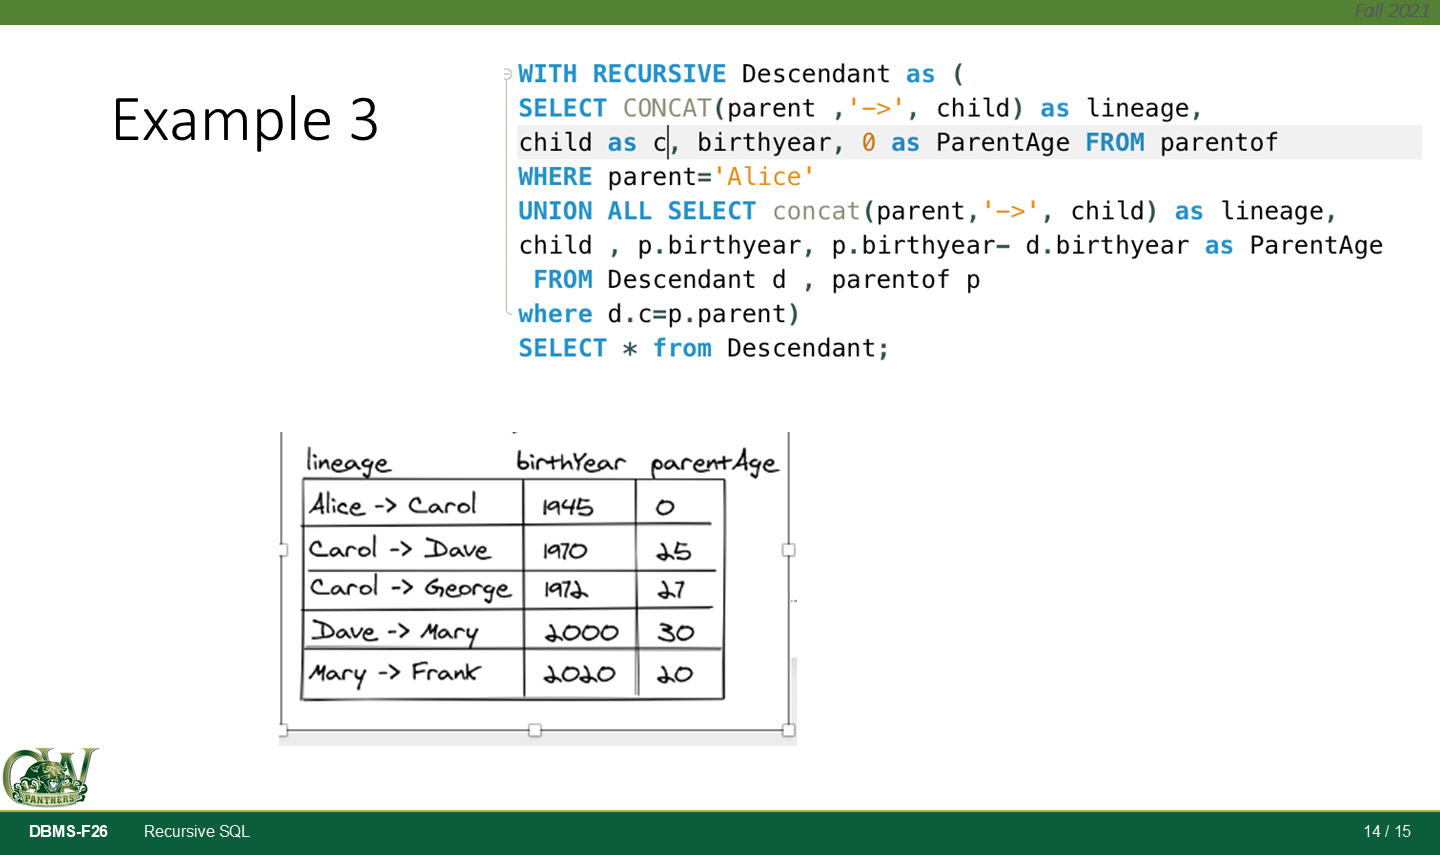 Fall 2021
Example 3
WITH RECURSIVE Descendant as (
SELECT CONCAT(parent ,'->', child) as lineage,
child as c, birthyear, 0 as ParentAge FROM parentof
WHERE parent='Alice'
UNION ALL SELECT concat(parent,'->', child) as lineage,
child , p.birthyear, p.birthyear- d.birthyear as ParentAge
FROM Descendant d , parentof p
where d.c=p.parent)
SELECT * from Descendant;
lineage birthYear parentAge
Alice -> Carol 1945 0
Carol -> Dave 1970 25
Carol -> George 1972 27
Dave -> Mary 2000 30
Mary -> Frank 2020 20
OW
PANTHERS
DBMS-F26 Recursive SQL 14 / 15